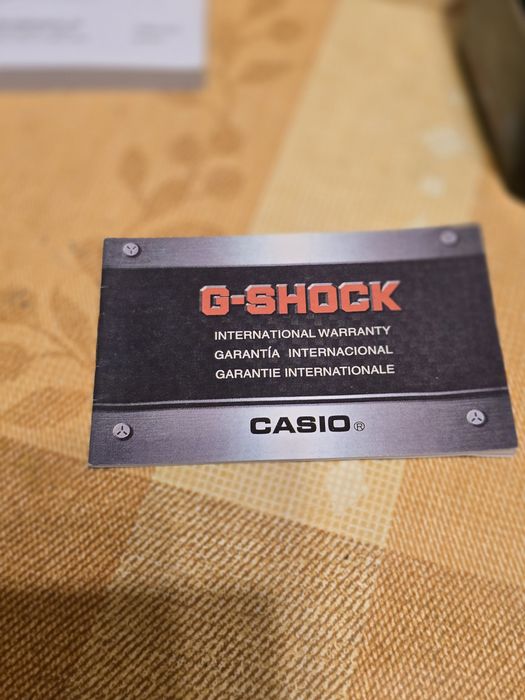 G-SHOCK
INTERNATIONAL WARRANTY
GARANTÍA INTERNACIONAL
GARANTIE INTERNATIONALE
CASIO®